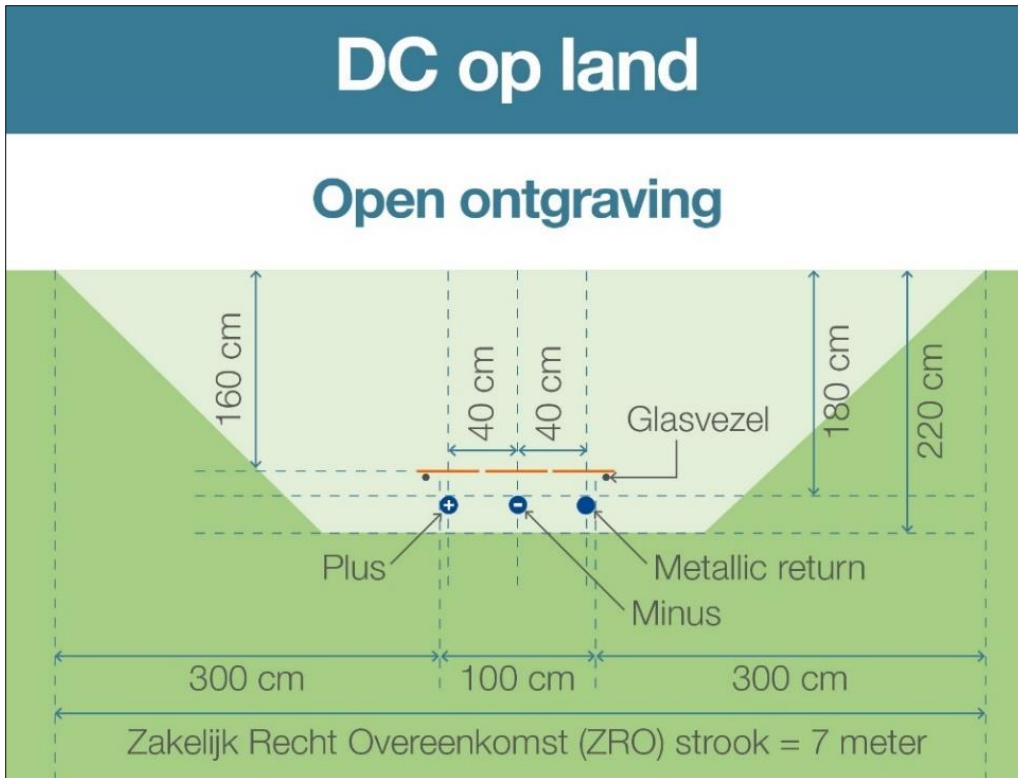 DC op land
Open ontgraving
160 cm
40 cm
40 cm
180 cm
220 cm
Glasvezel
+
-
Plus
Metallic return
Minus
300 cm
100 cm
300 cm
Zakelijk Recht Overeenkomst (ZRO) strook = 7 meter